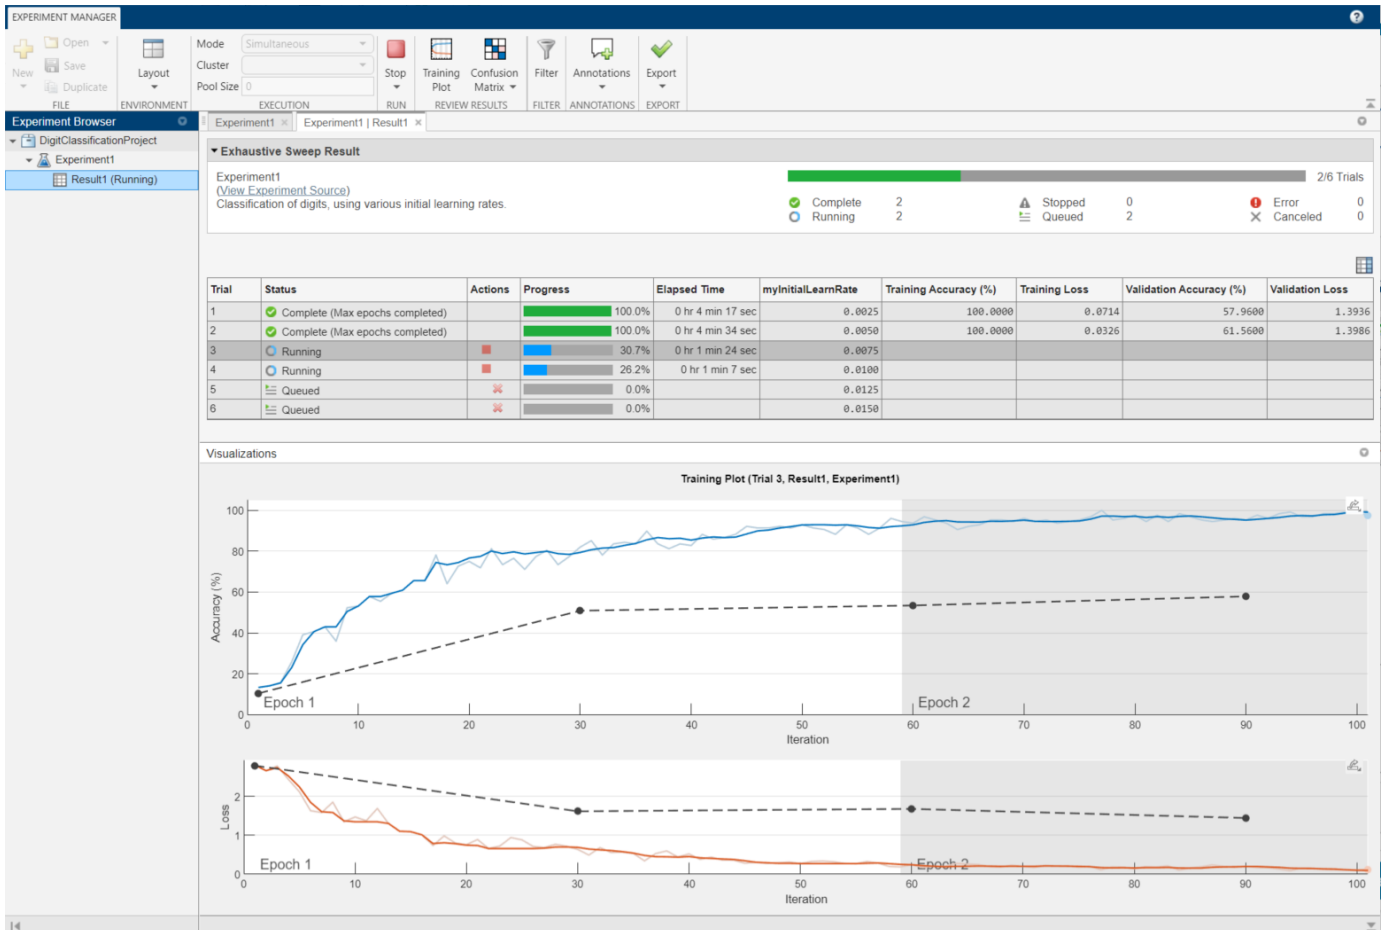 EXPERIMENT MANAGER
?
New
Open
Save
Duplicate
FILE
Layout
ENVIRONMENT
Mode Simultaneous
Cluster
Pool Size 0
EXECUTION
Stop
RUN
Training Plot
Confusion Matrix
REVIEW RESULTS
Filter
FILTER
Annotations
ANNOTATIONS
Export
EXPORT
Experiment Browser
DigitClassificationProject
Experiment1
Result1 (Running)
Experiment1 ×
Experiment1 | Result1 ×
Exhaustive Sweep Result
Experiment1
(View Experiment Source)
Classification of digits, using various initial learning rates.
2/6 Trials
Complete 2 Stopped 0 Error 0
Running 2 Queued 2 Canceled 0
Trial Status Actions Progress Elapsed Time myInitialLearnRate Training Accuracy (%) Training Loss Validation Accuracy (%) Validation Loss
1 Complete (Max epochs completed) 100.0% 0 hr 4 min 17 sec 0.0025 100.0000 0.0714 57.9600 1.3936
2 Complete (Max epochs completed) 100.0% 0 hr 4 min 34 sec 0.0050 100.0000 0.0326 61.5600 1.3986
3 Running 30.7% 0 hr 1 min 24 sec 0.0075
4 Running 26.2% 0 hr 1 min 7 sec 0.0100
5 Queued 0.0% 0.0125
6 Queued 0.0% 0.0150
Visualizations
Training Plot (Trial 3, Result1, Experiment1)
100
80
60
40
20
0
Accuracy (%)
Epoch 1
Epoch 2
0 10 20 30 40 50 60 70 80 90 100
Iteration
2
1
0
Loss
Epoch 1
Epoch 2
0 10 20 30 40 50 60 70 80 90 100
Iteration